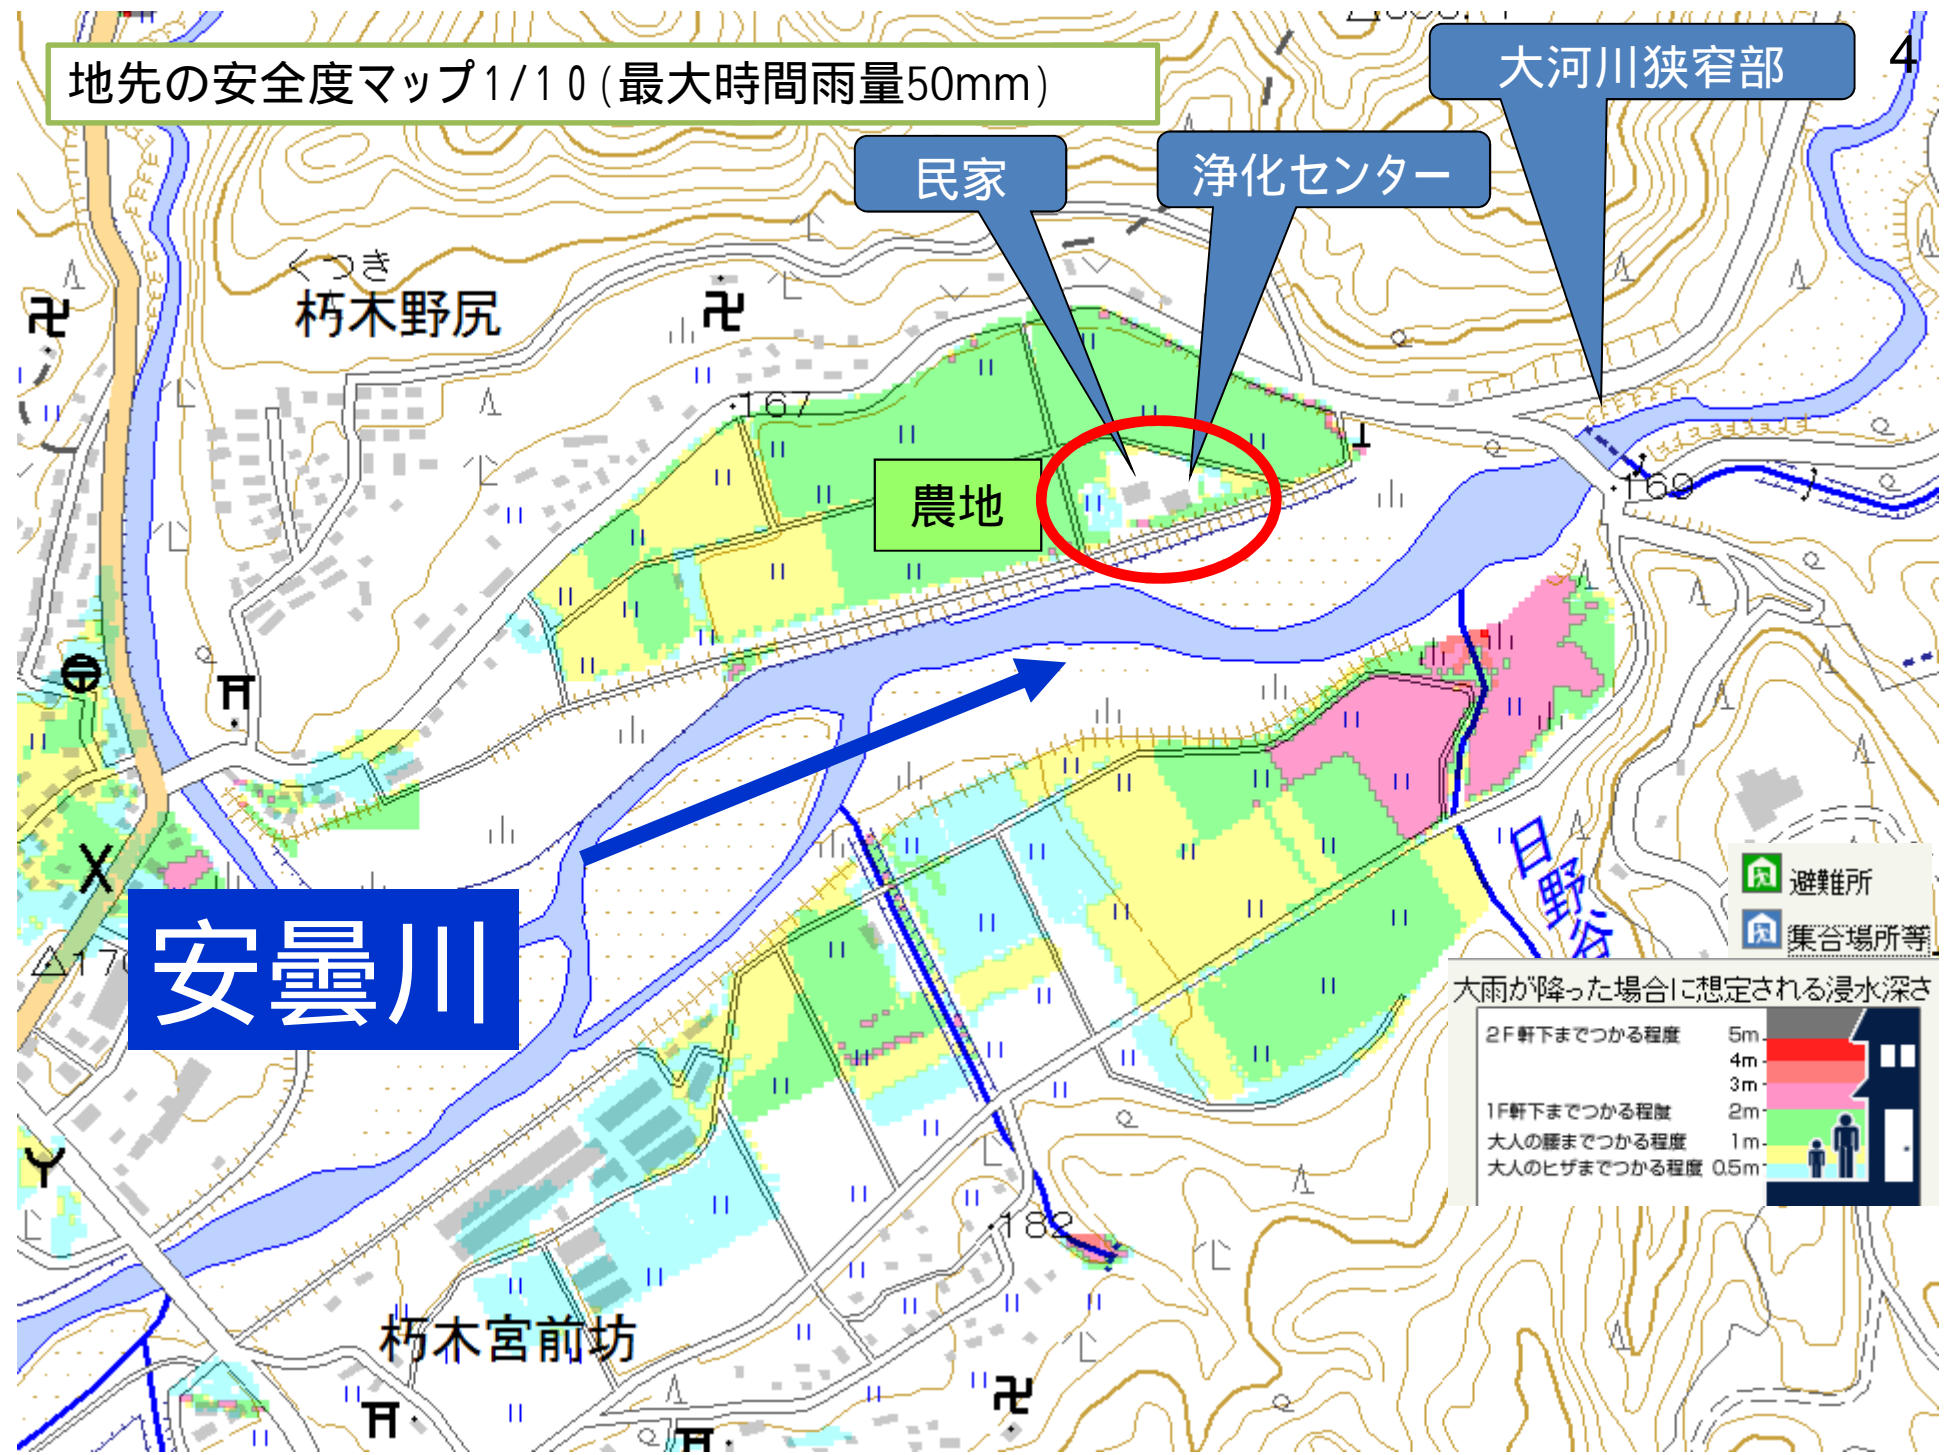 4
地先の安全度マップ1/10(最大時間雨量50mm)
大河川狭窄部
民家
浄化センター
くつき
朽木野尻
167
農地
169
安曇川
日野谷
182
朽木宮前坊
避難所
集合場所等
大雨が降った場合に想定される浸水深さ
2F軒下までつかる程度 5m
4m
3m
1F軒下までつかる程度 2m
大人の腰までつかる程度 1m
大人のヒザまでつかる程度 0.5m